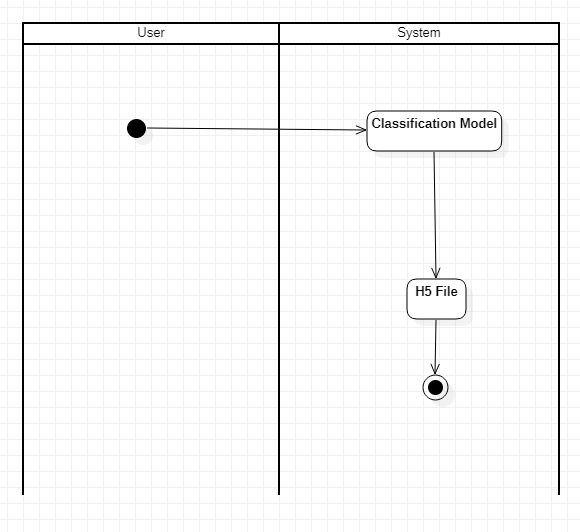 User
System
Classification Model
H5 File